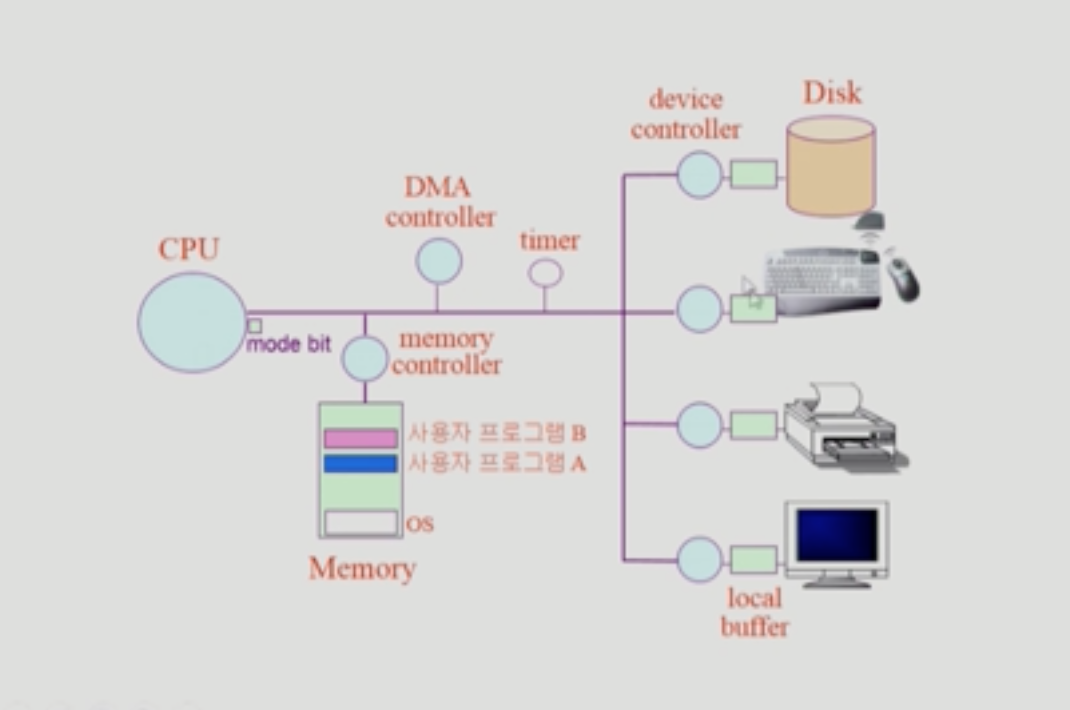 Disk
device
controller
DMA
controller
timer
CPU
mode bit
memory
controller
사용자 프로그램 B
사용자 프로그램 A
OS
Memory
local
buffer